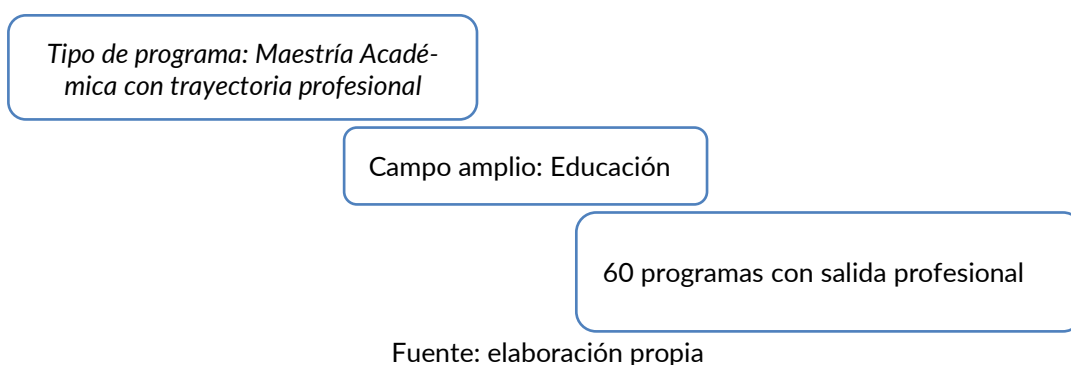 Tipo de programa: Maestría Acadé-
mica con trayectoria profesional
Campo amplio: Educación
60 programas con salida profesional
Fuente: elaboración propia